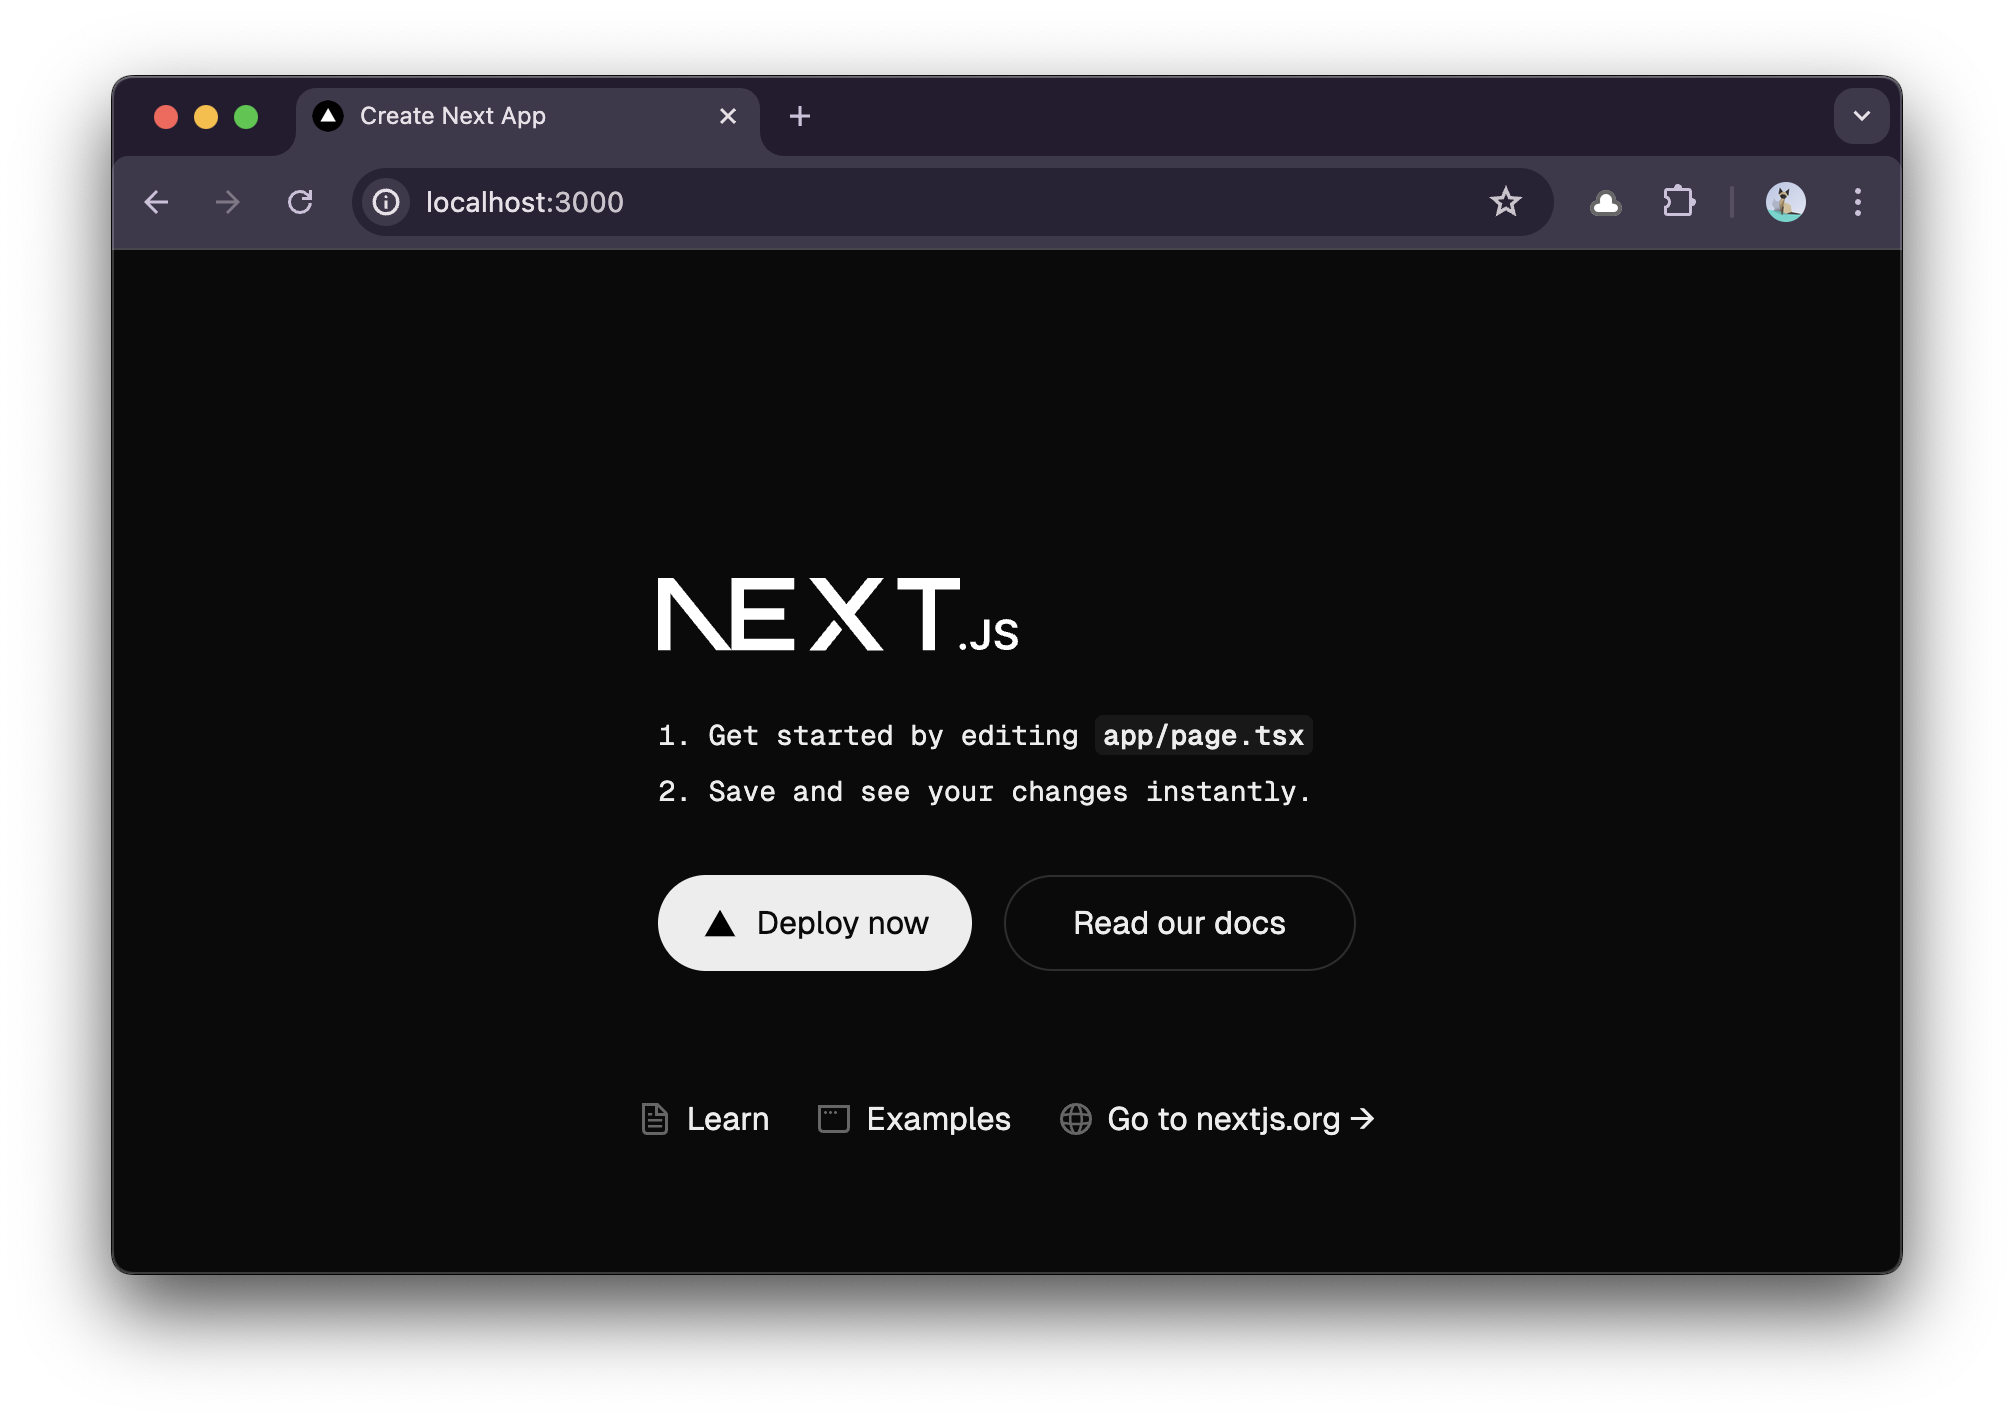 Create Next App
localhost:3000
NEXT.JS
1. Get started by editing app/page.tsx
2. Save and see your changes instantly.
Deploy now
Read our docs
Learn
Examples
Go to nextjs.org →